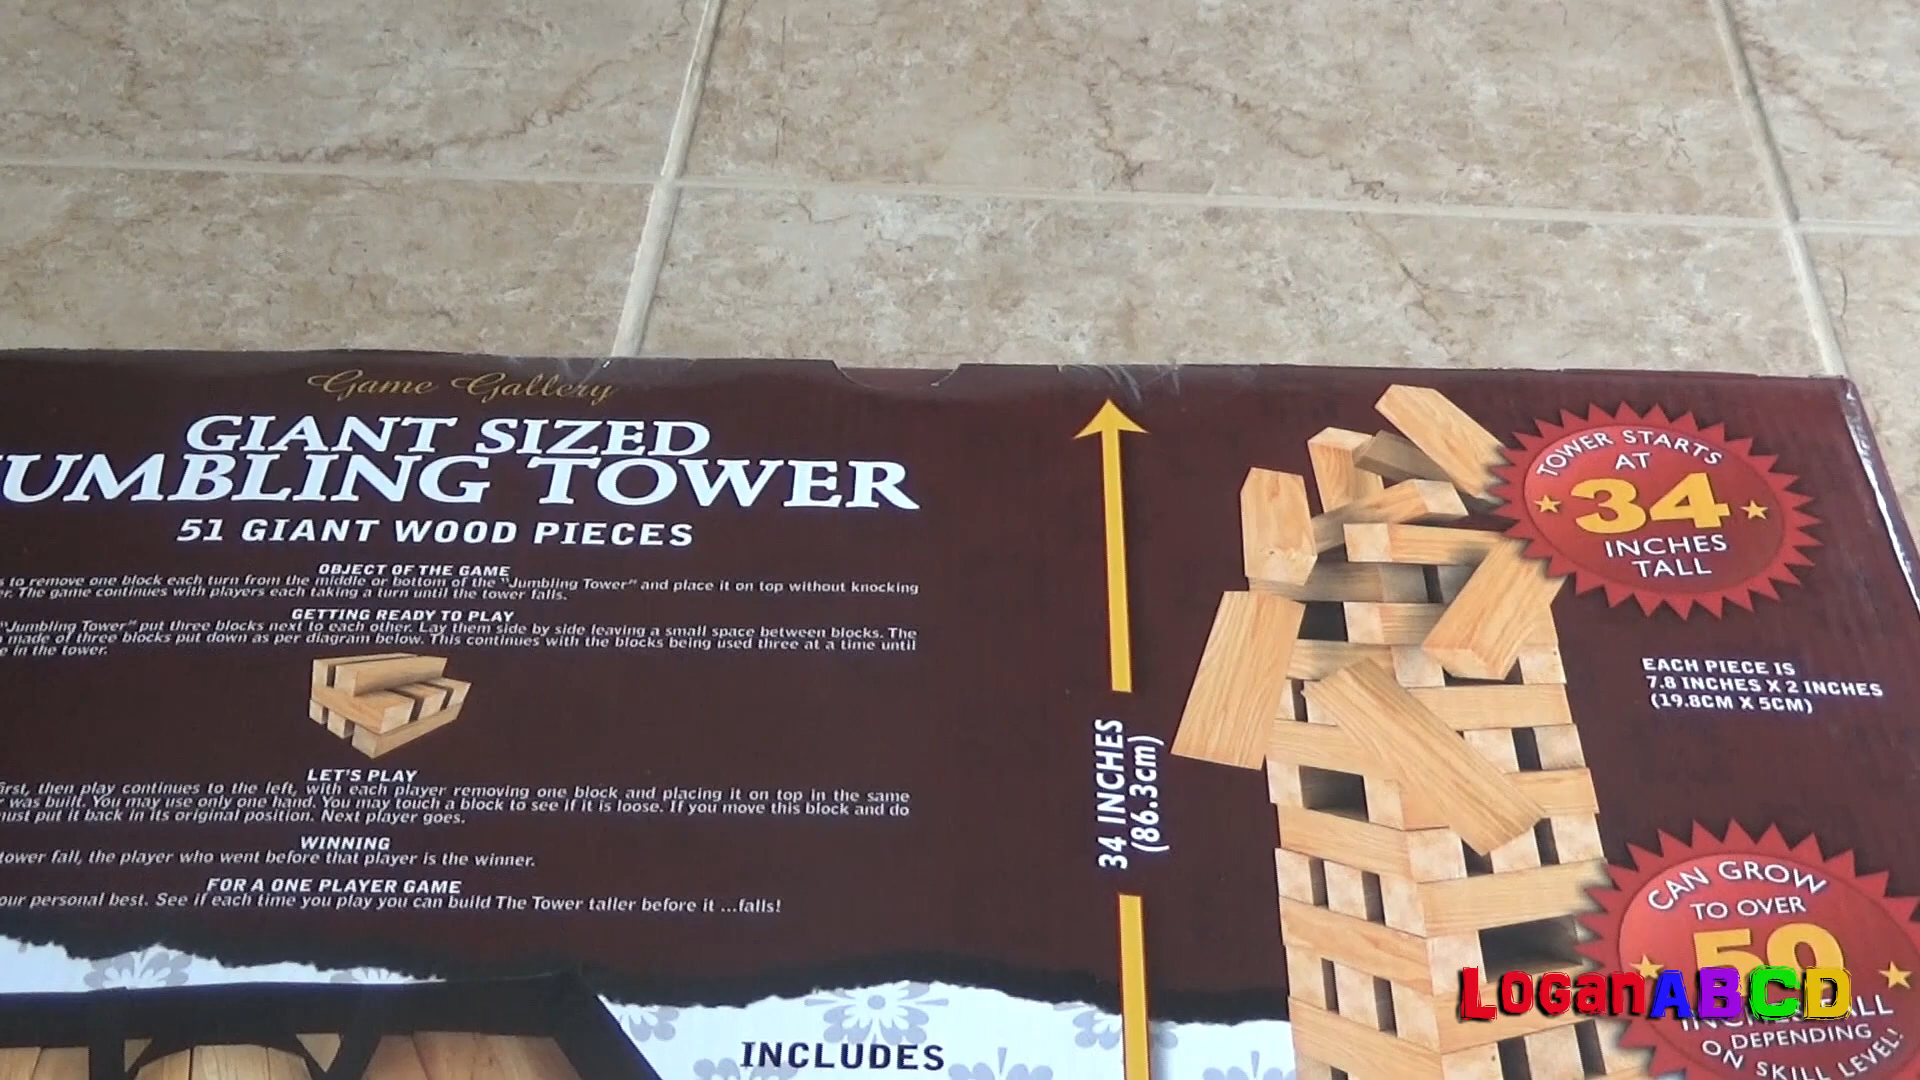 Game Gallery
GIANT SIZED
UMBLING TOWER
51 GIANT WOOD PIECES
OBJECT OF THE GAME
s to remove one block each turn from the middle or bottom of the "Jumbling Tower" and place it on top without knocking
er. The game continues with players each taking a turn until the tower falls.
GETTING READY TO PLAY
"Jumbling Tower" put three blocks next to each other. Lay them side by side leaving a small space between blocks. The
made of three blocks put down as per diagram below. This continues with the blocks being used three at a time until
e in the tower.
LET'S PLAY
first, then play continues to the left, with each player removing one block and placing it on top in the same
was built. You may use only one hand. You may touch a block to see if it is loose. If you move this block and do
must put it back in its original position. Next player goes.
WINNING
tower fall, the player who went before that player is the winner.
FOR A ONE PLAYER GAME
our personal best. See if each time you play you can build The Tower taller before it ...falls!
INCLUDES
34 INCHES
(86.3cm)
TOWER STARTS
AT
34
INCHES
TALL
EACH PIECE IS
7.8 INCHES X 2 INCHES
(19.8CM X 5CM)
CAN GROW
TO OVER
DEPENDING
ON SKILL LEVEL!
LoganABCD